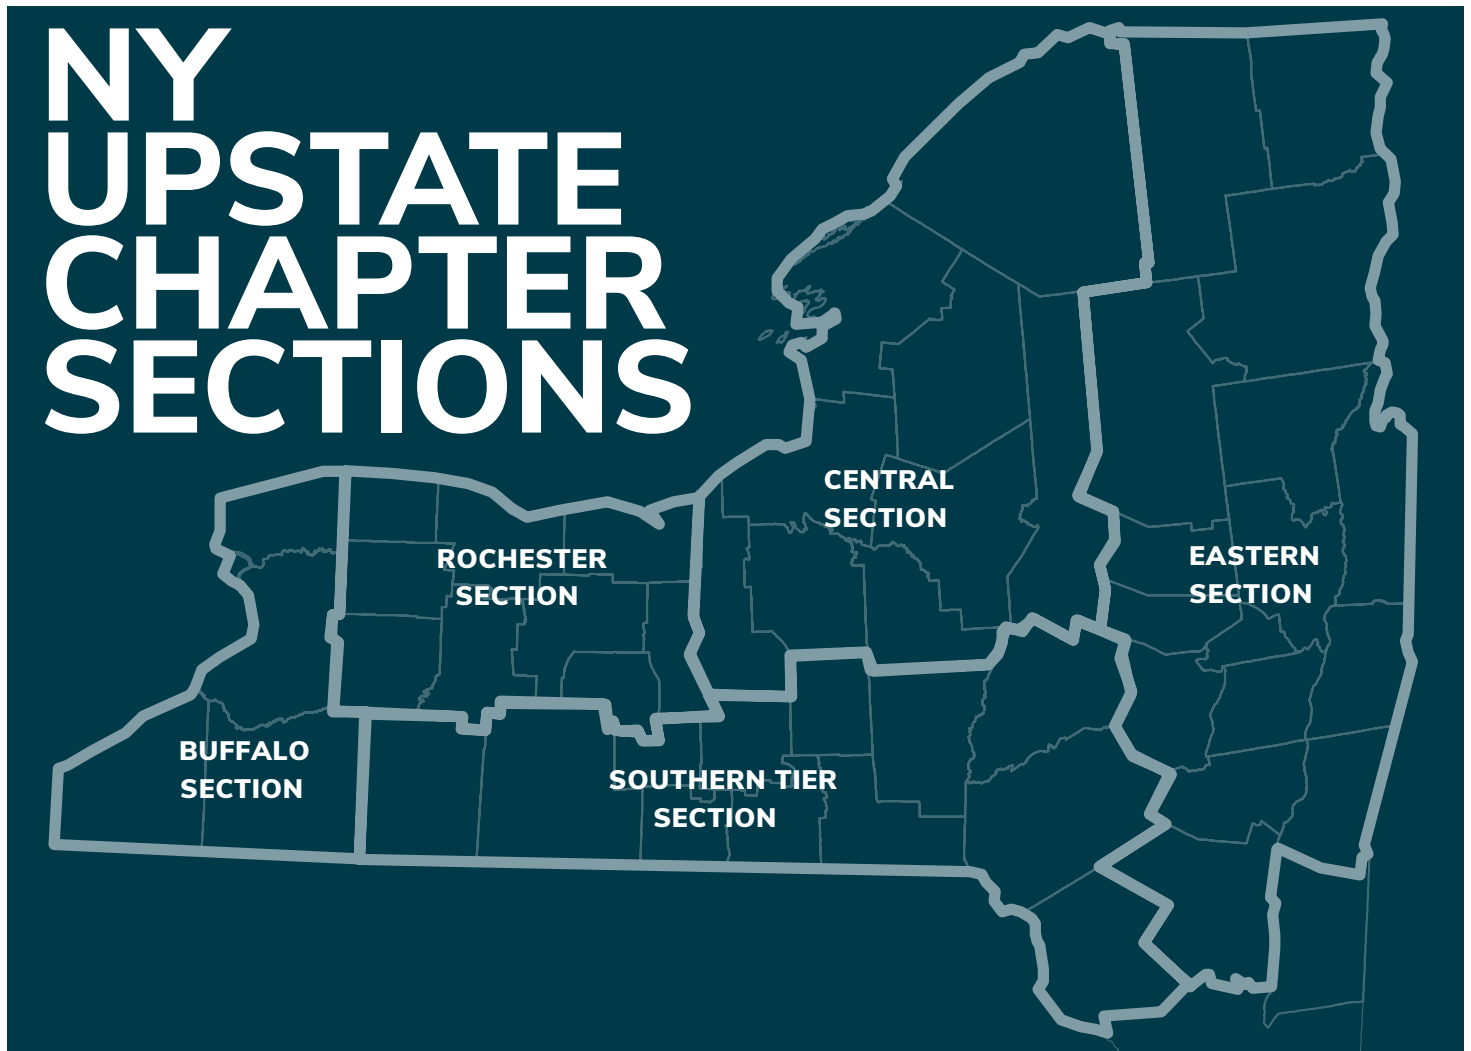 NY
UPSTATE
CHAPTER
SECTIONS
CENTRAL
SECTION
ROCHESTER
SECTION
EASTERN
SECTION
BUFFALO
SECTION
SOUTHERN TIER
SECTION